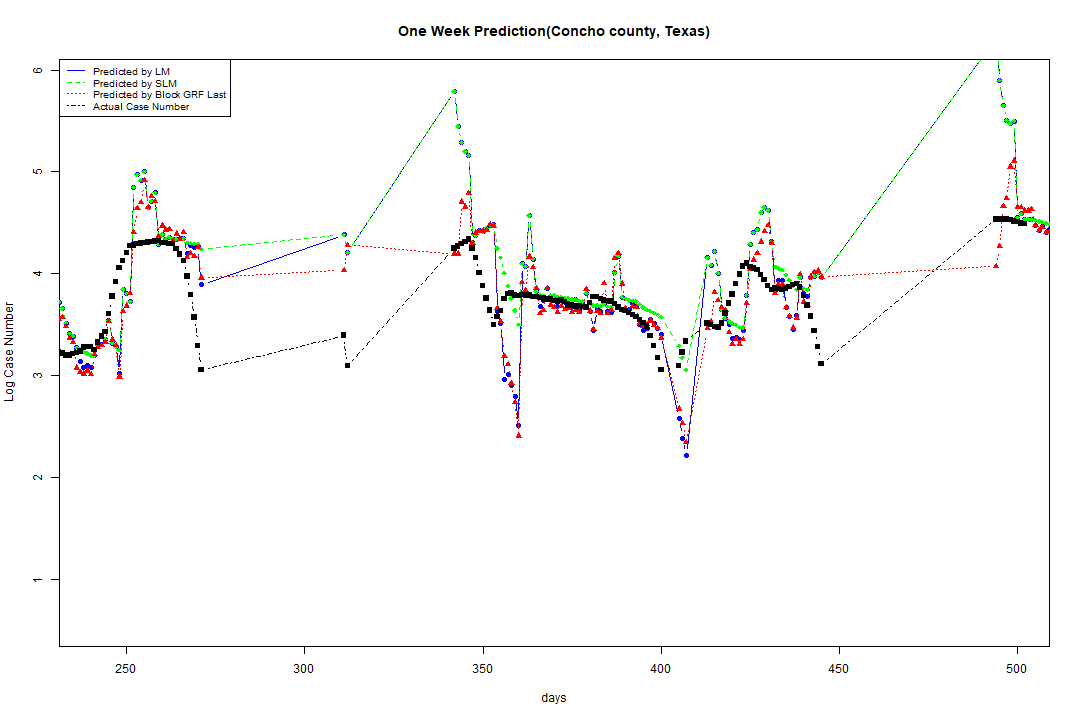 One Week Prediction(Concho county, Texas)
Predicted by LM
Predicted by SLM
Predicted by Block GRF Last
Actual Case Number
6
5
4
3
2
1
Log Case Number
250 300 350 400 450 500
days